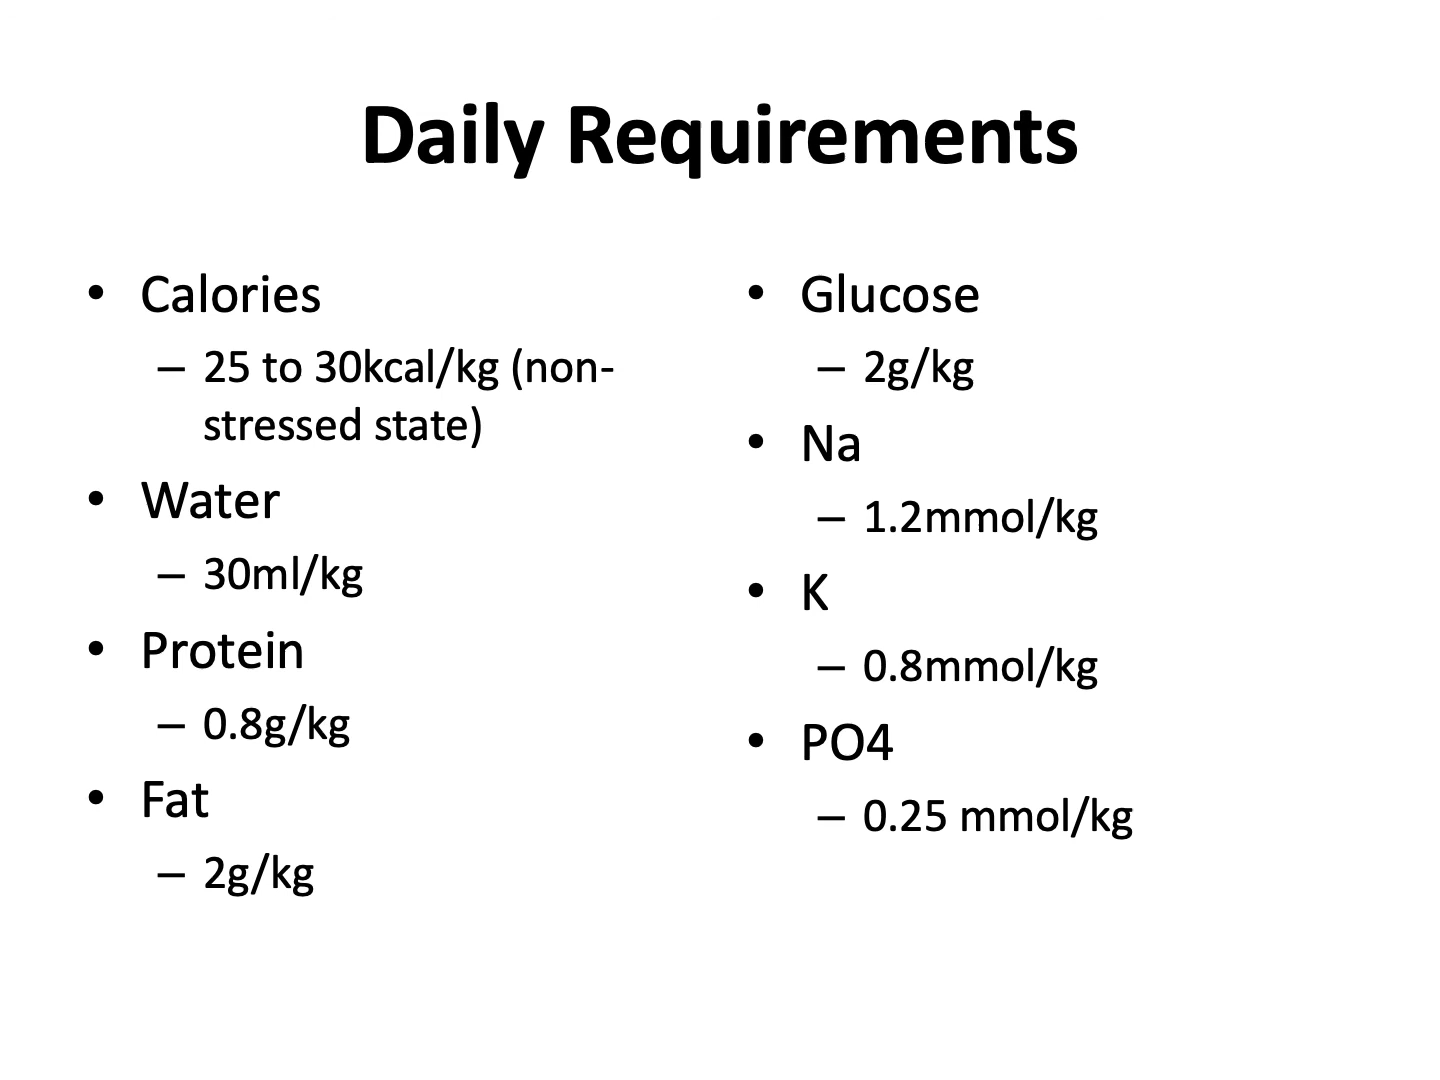 Daily Requirements
• Calories
– 25 to 30kcal/kg (non-
stressed state)
• Water
– 30ml/kg
• Protein
– 0.8g/kg
• Fat
– 2g/kg
• Glucose
– 2g/kg
• Na
– 1.2mmol/kg
• K
– 0.8mmol/kg
• PO4
– 0.25 mmol/kg